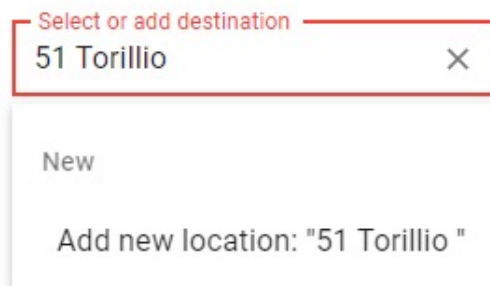 Select or add destination
51 Torillio
New
Add new location: "51 Torillio "